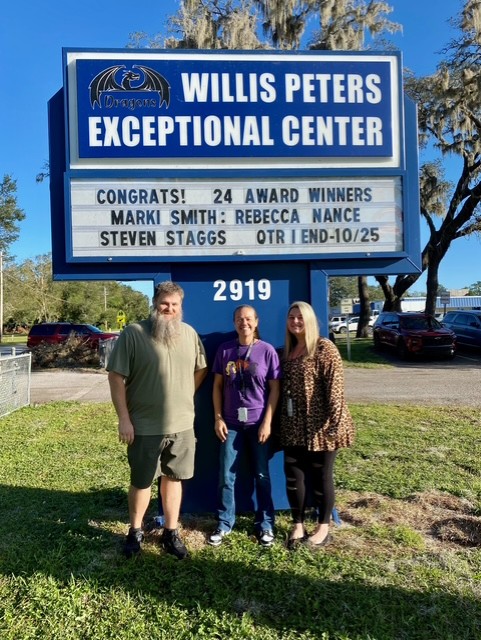 Dragons
WILLIS PETERS
EXCEPTIONAL CENTER
CONGRATS! 24 AWARD WINNERS
MARKI SMITH: REBECCA NANCE
STEVEN STAGGS QTR I END-10/25
2919